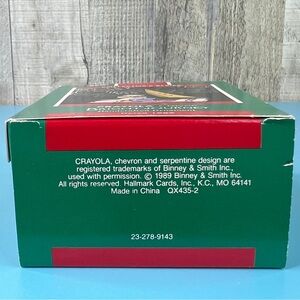 CRAYOLA, chevron and serpentine design are
registered trademarks of Binney & Smith Inc.,
used with permission. © 1989 Binney & Smith Inc.
All rights reserved. Hallmark Cards, Inc., K.C., MO 64141
Made in China QX435-2
23-278-9143